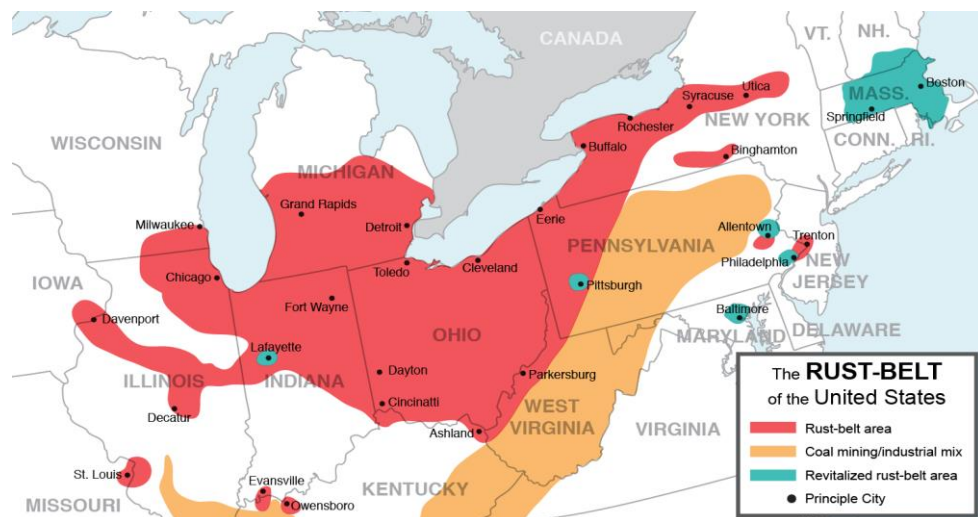 CANADA
VT.
NH.
MASS.
Boston
Springfield
CONN.
RI.
Utica
Syracuse
Rochester
NEW YORK
Buffalo
Binghamton
WISCONSIN
MICHIGAN
Grand Rapids
Milwaukee
Detroit
Eerie
Allentown
Trenton
PENNSYLVANIA
Philadelphia
NEW
JERSEY
Toledo
Cleveland
Chicago
Pittsburgh
IOWA
Fort Wayne
Davenport
OHIO
Baltimore
MARYLAND
DELAWARE
Lafayette
ILLINOIS
INDIANA
Dayton
Parkersburg
Decatur
Cincinatti
WEST
VIRGINIA
VIRGINIA
Ashland
St. Louis
MISSOURI
Evansville
Owensboro
KENTUCKY
The RUST-BELT
of the United States
Rust-belt area
Coal mining/industrial mix
Revitalized rust-belt area
Principle City